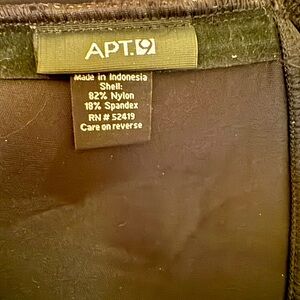 APT.9
Made in Indonesia
Shell:
82% Nylon
18% Spandex
RN # 52419
Care on reverse